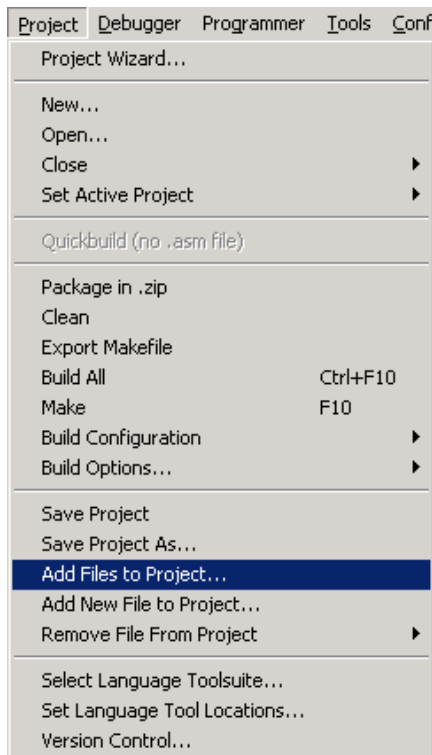 Project Debugger Programmer Tools Conf
Project Wizard...
New...
Open...
Close
Set Active Project
Quickbuild (no .asm file)
Package in .zip
Clean
Export Makefile
Build All Ctrl+F10
Make F10
Build Configuration
Build Options...
Save Project
Save Project As...
Add Files to Project...
Add New File to Project...
Remove File From Project
Select Language Toolsuite...
Set Language Tool Locations...
Version Control...